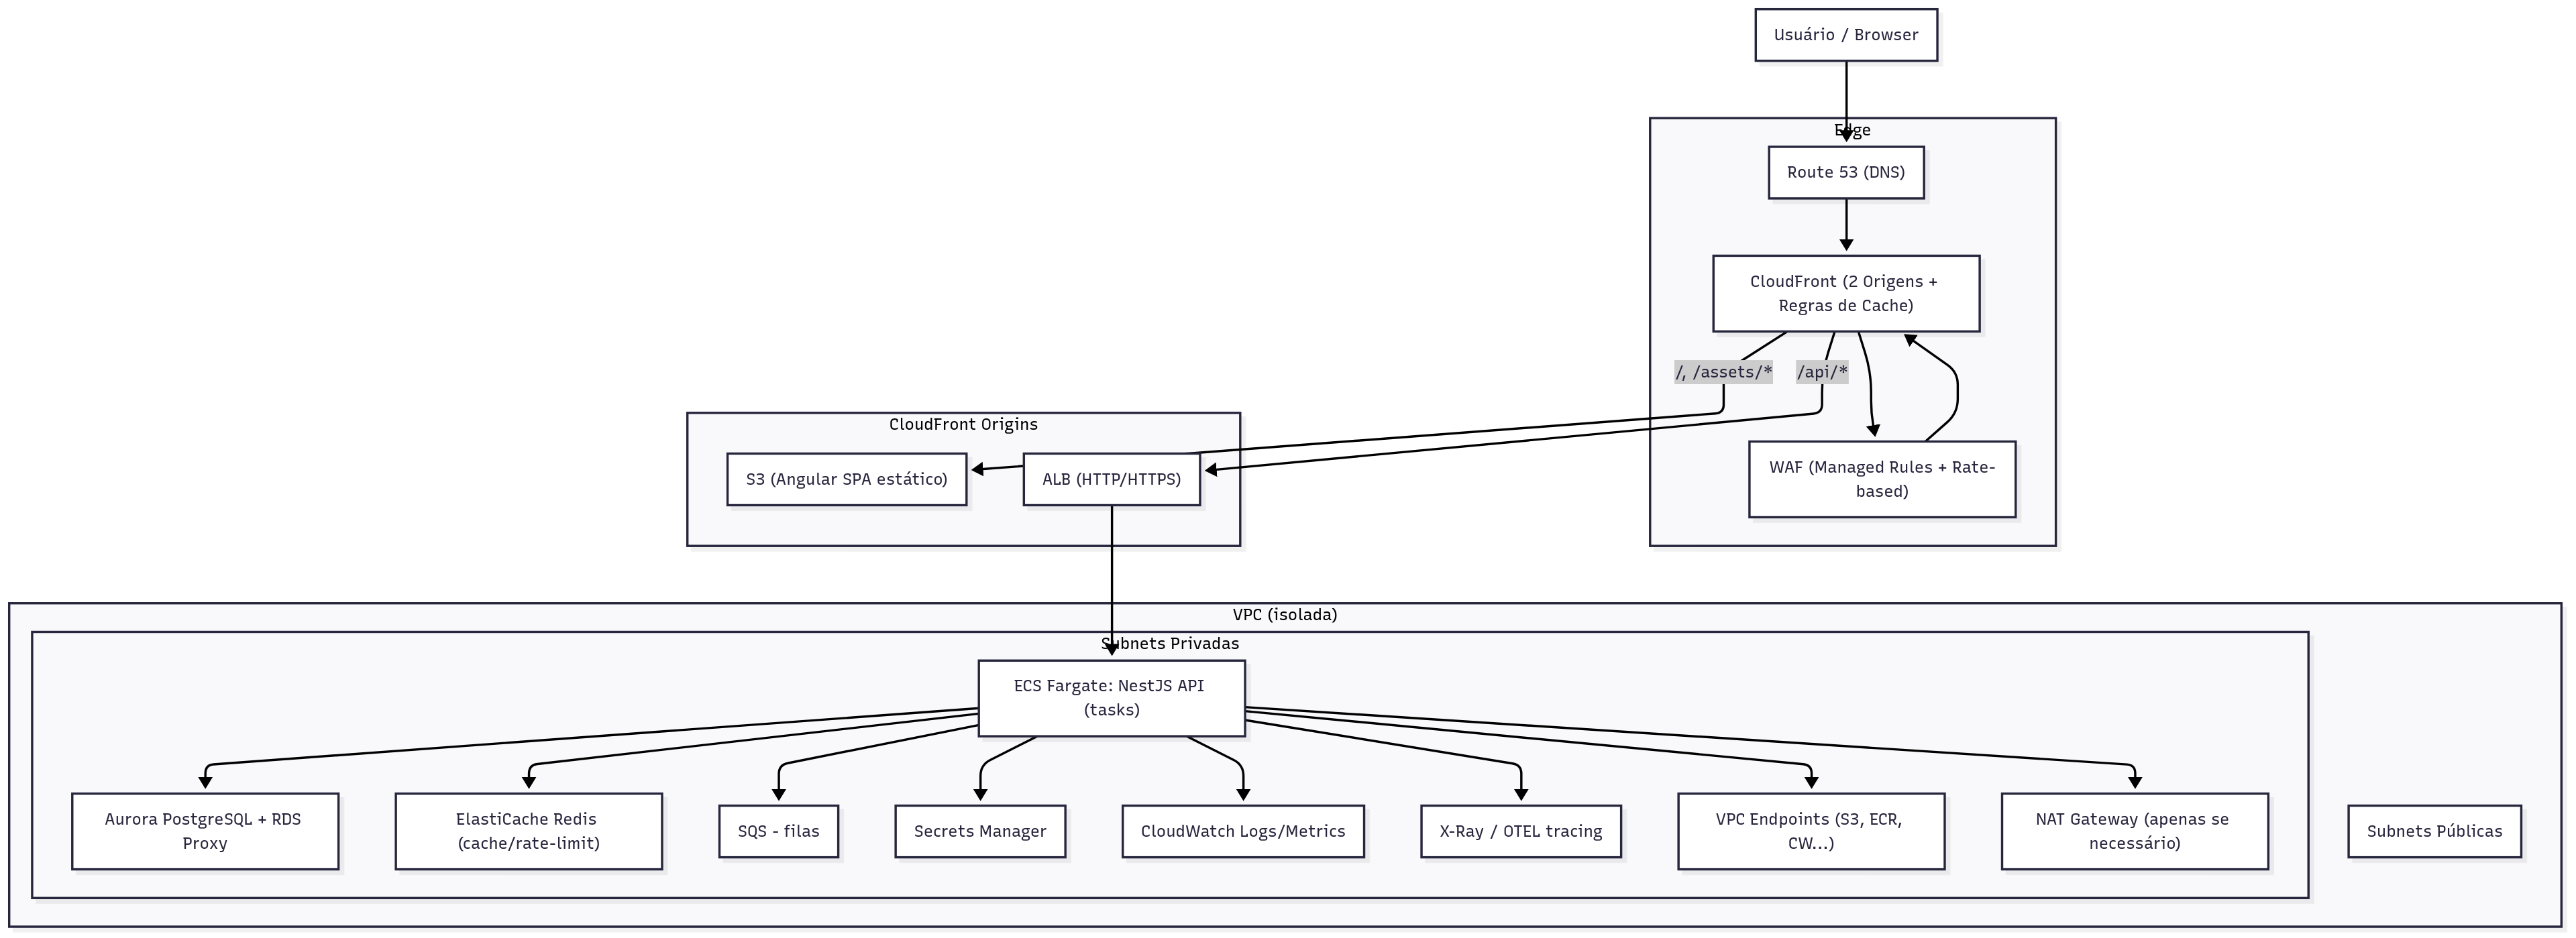 Usuário / Browser
Edge
Route 53 (DNS)
CloudFront (2 Origens +
Regras de Cache)
/, /assets/*
/api/*
WAF (Managed Rules + Rate-
based)
CloudFront Origins
S3 (Angular SPA estático)
ALB (HTTP/HTTPS)
VPC (isolada)
Subnets Privadas
ECS Fargate: NestJS API
(tasks)
Aurora PostgreSQL + RDS
Proxy
ElastiCache Redis
(cache/rate-limit)
SQS - filas
Secrets Manager
CloudWatch Logs/Metrics
X-Ray / OTEL tracing
VPC Endpoints (S3, ECR,
CW...)
NAT Gateway (apenas se
necessário)
Subnets Públicas